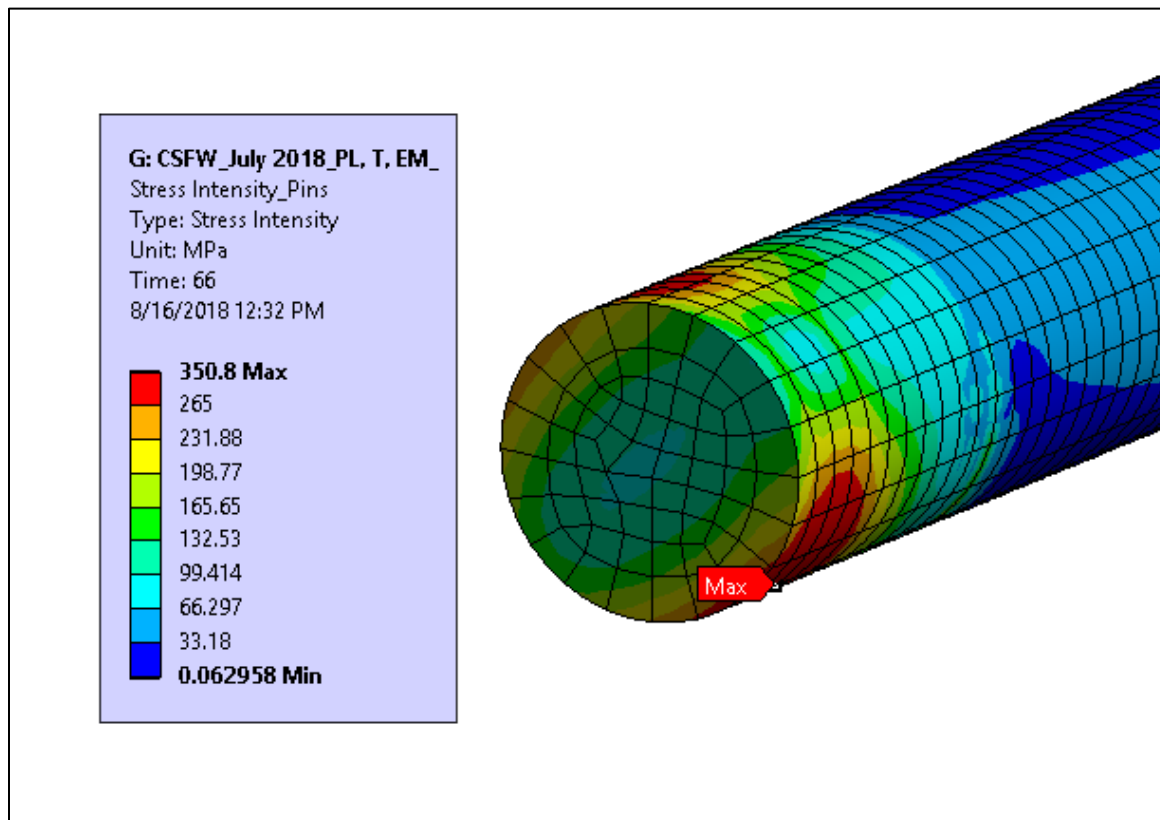 G: CSFW_July 2018_PL, T, EM_
Stress Intensity_Pins
Type: Stress Intensity
Unit: MPa
Time: 66
8/16/2018 12:32 PM
350.8 Max
265
231.88
198.77
165.65
132.53
99.414
66.297
33.18
0.062958 Min
Max